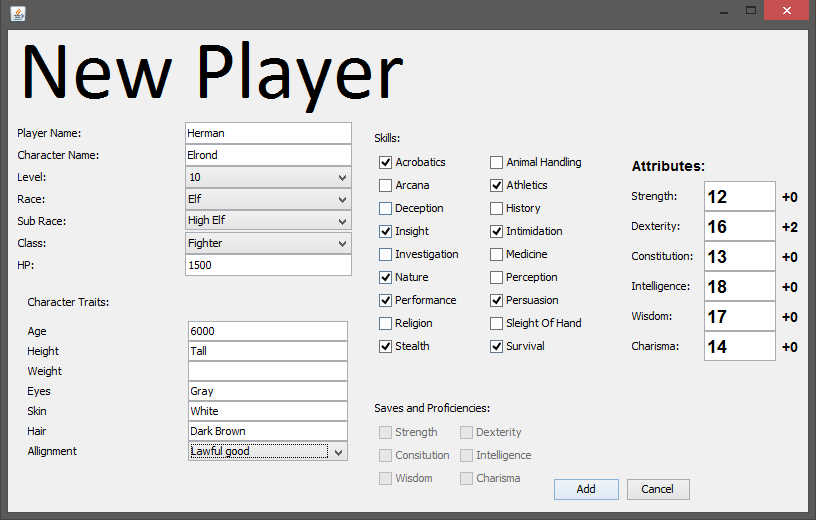 New Player
Player Name: Herman
Character Name: Elrond
Level: 10
Race: Elf
Sub Race: High Elf
Class: Fighter
HP: 1500
Character Traits:
Age 6000
Height Tall
Weight
Eyes Gray
Skin White
Hair Dark Brown
Allignment Lawful good
Skills:
Acrobatics Animal Handling
Arcana Athletics
Deception History
Insight Intimidation
Investigation Medicine
Nature Perception
Performance Persuasion
Religion Sleight Of Hand
Stealth Survival
Saves and Proficiencies:
Strength Dexterity
Consitution Intelligence
Wisdom Charisma
Attributes:
Strength: 12 +0
Dexterity: 16 +2
Constitution: 13 +0
Intelligence: 18 +0
Wisdom: 17 +0
Charisma: 14 +0
Add Cancel